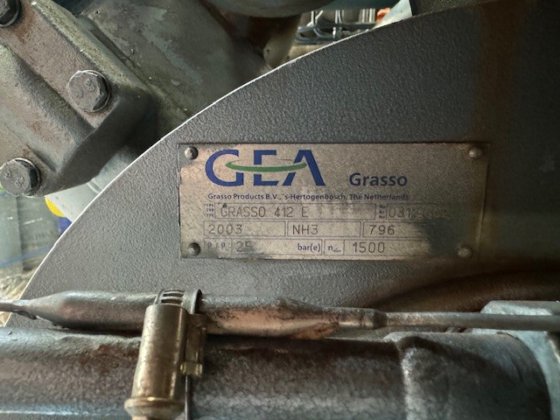 GEA Grasso
Grasso Products B.V., 's-Hertogenbosch, The Netherlands
GRASSO 412 E
2003 NH3 796
25 bar(e) n 1500